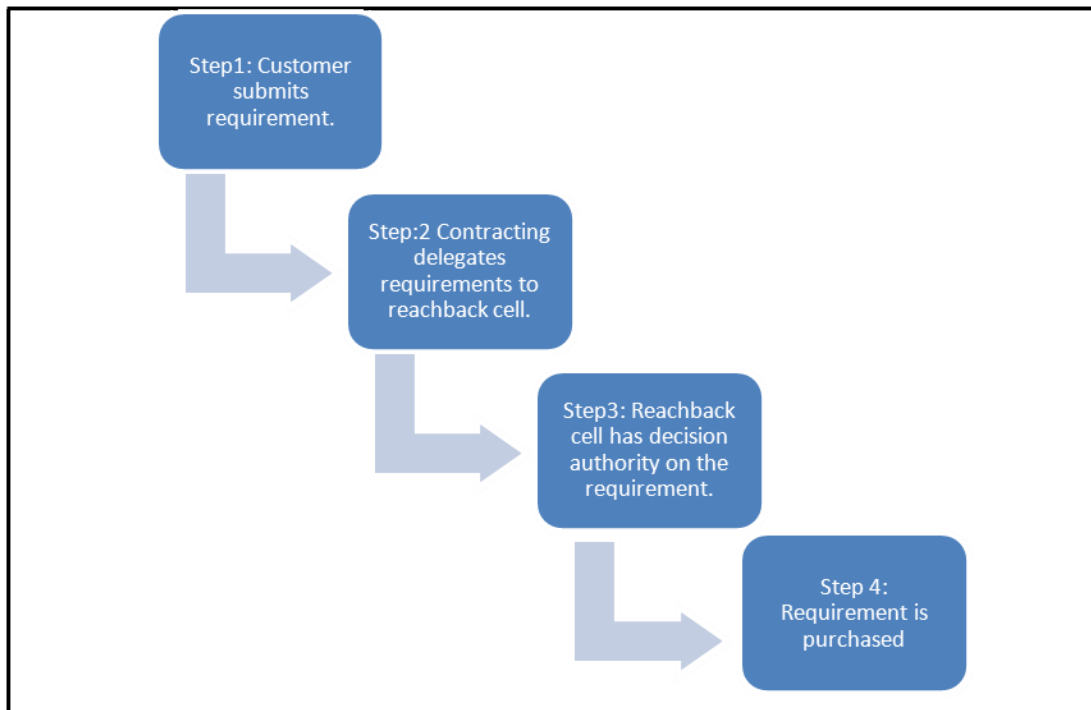 Step1: Customer
submits
requirement.
Step:2 Contracting
delegates
requirements to
reachback cell.
Step3: Reachback
cell has decision
authority on the
requirement.
Step 4:
Requirement is
purchased